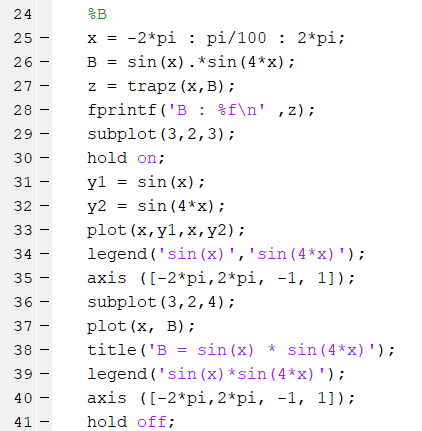 24 %B
25 – x = -2*pi : pi/100 : 2*pi;
26 – B = sin(x).*sin(4*x);
27 – z = trapz(x,B);
28 – fprintf('B : %f\n' ,z);
29 – subplot(3,2,3);
30 – hold on;
31 – y1 = sin(x);
32 – y2 = sin(4*x);
33 – plot(x,y1,x,y2);
34 – legend('sin(x)','sin(4*x)');
35 – axis ([-2*pi,2*pi, -1, 1]);
36 – subplot(3,2,4);
37 – plot(x, B);
38 – title('B = sin(x) * sin(4*x)');
39 – legend('sin(x)*sin(4*x)');
40 – axis ([-2*pi,2*pi, -1, 1]);
41 – hold off;